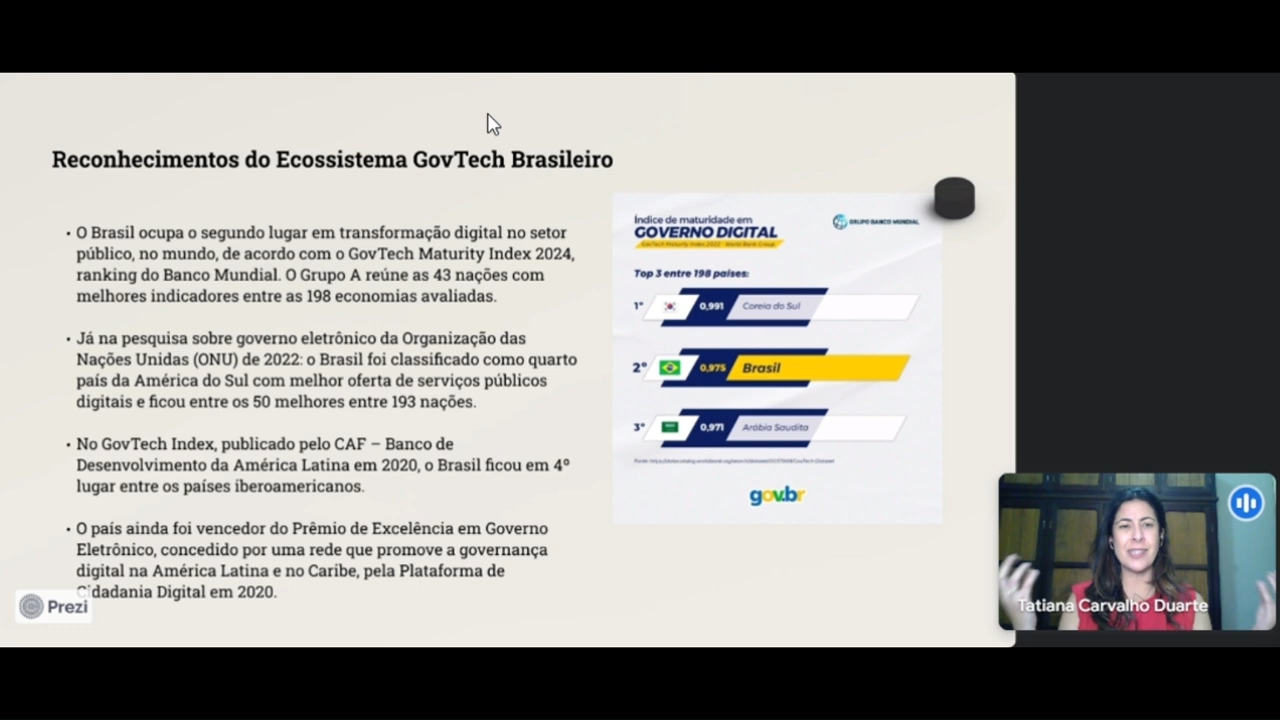 Reconhecimentos do Ecossistema GovTech Brasileiro
• O Brasil ocupa o segundo lugar em transformação digital no setor
público, no mundo, de acordo com o GovTech Maturity Index 2024,
ranking do Banco Mundial. O Grupo A reúne as 43 nações com
melhores indicadores entre as 198 economias avaliadas.
• Já na pesquisa sobre governo eletrônico da Organização das
Nações Unidas (ONU) de 2022: o Brasil foi classificado como quarto
país da América do Sul com melhor oferta de serviços públicos
digitais e ficou entre os 50 melhores entre 193 nações.
• No GovTech Index, publicado pelo CAF – Banco de
Desenvolvimento da América Latina em 2020, o Brasil ficou em 4º
lugar entre os países iberoamericanos.
• O país ainda foi vencedor do Prêmio de Excelência em Governo
Eletrônico, concedido por uma rede que promove a governança
digital na América Latina e no Caribe, pela Plataforma de
Cidadania Digital em 2020.
Prezi
Índice de maturidade em
GOVERNO DIGITAL
GovTech Maturity Index 2022 - World Bank Group
GRUPO BANCO MUNDIAL
Top 3 entre 198 países:
1º 0,991 Coreia do Sul
2º 0,975 Brasil
3º 0,971 Arábia Saudita
gov.br
Tatiana Carvalho Duarte